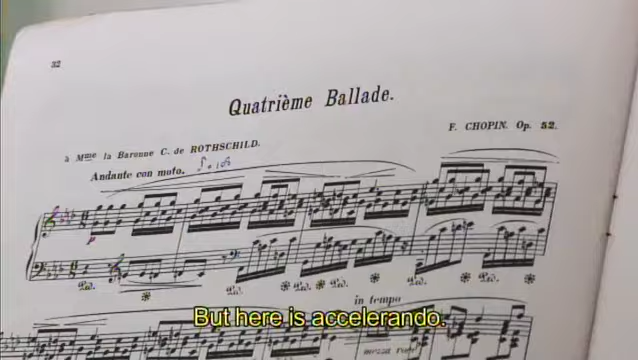 32
Quatrième Ballade.
F. CHOPIN. Op. 52.
à Mme la Baronne C. de ROTHSCHILD.
Andante con moto.
p
in tempo
But here is accelerando.